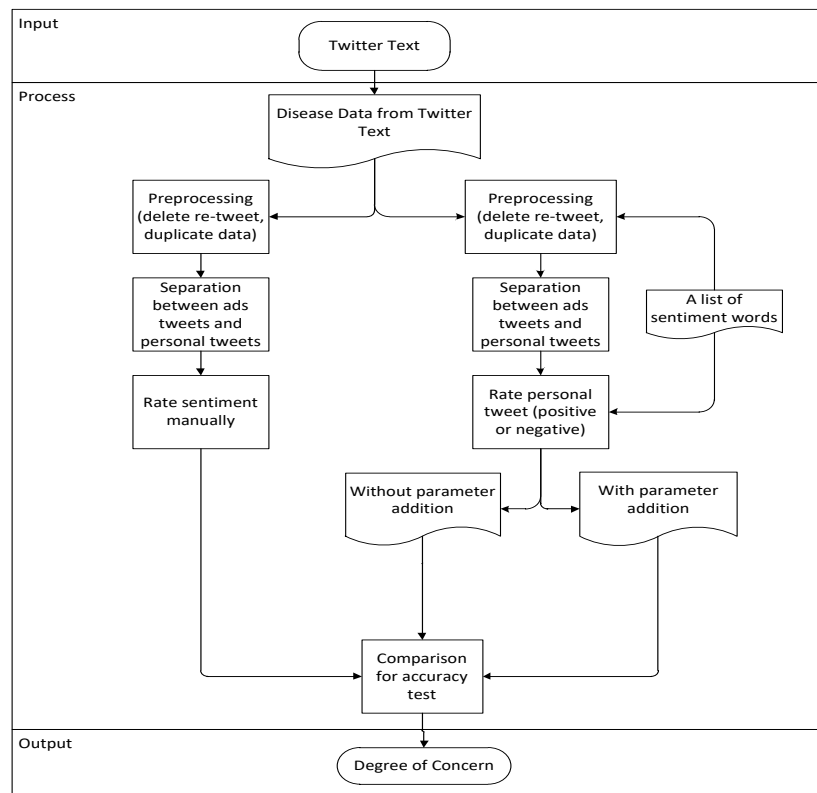 Input
Twitter Text
Process
Disease Data from Twitter
Text
Preprocessing
(delete re-tweet,
duplicate data)
Preprocessing
(delete re-tweet,
duplicate data)
Separation
between ads
tweets and
personal tweets
Separation
between ads
tweets and
personal tweets
A list of
sentiment words
Rate sentiment
manually
Rate personal
tweet (positive
or negative)
Without parameter
addition
With parameter
addition
Comparison
for accuracy
test
Output
Degree of Concern